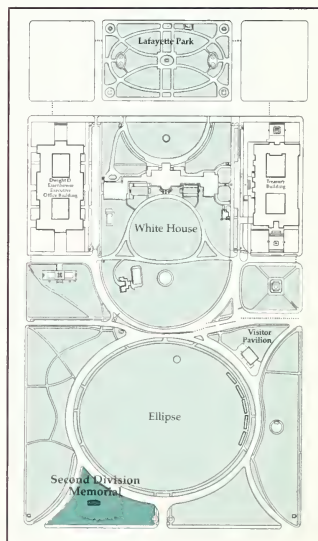 Lafayette Park
Dwight D.
Eisenhower
Executive
Office Building
Treasury
Building
White House
Visitor
Pavilion
Ellipse
Second Division
Memorial